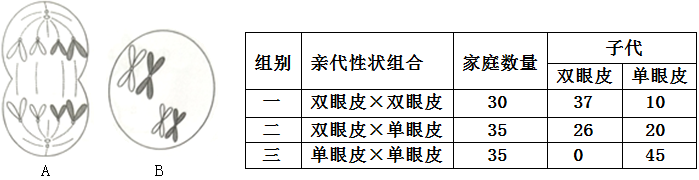 组别 亲代性状组合 家庭数量 子代
双眼皮 单眼皮
一 双眼皮×双眼皮 30 37 10
二 双眼皮×单眼皮 35 26 20
三 单眼皮×单眼皮 35 0 45
A B